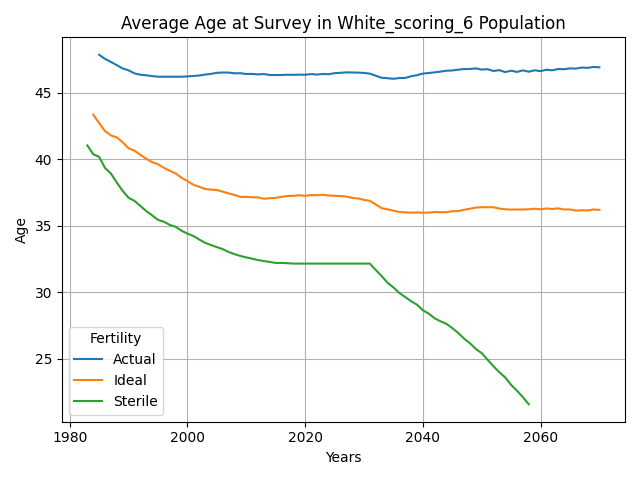 Average Age at Survey in White_scoring_6 Population
Age
45
40
35
30
25
Fertility
Actual
Ideal
Sterile
1980
2000
2020
2040
2060
Years